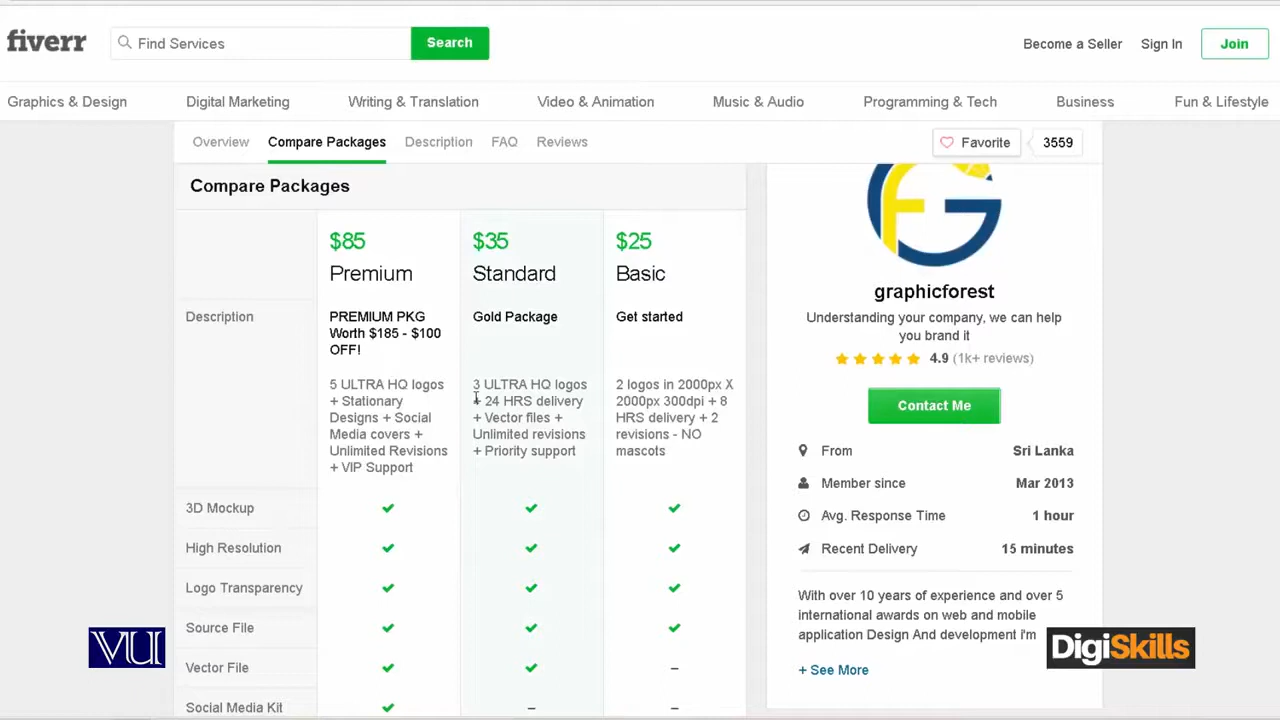 fiverr
Find Services
Search
Become a Seller
Sign In
Join
Graphics & Design
Digital Marketing
Writing & Translation
Video & Animation
Music & Audio
Programming & Tech
Business
Fun & Lifestyle
Overview
Compare Packages
Description
FAQ
Reviews
Favorite
3559
Compare Packages
$85
Premium
$35
Standard
$25
Basic
Description
PREMIUM PKG
Worth $185 - $100
OFF!
5 ULTRA HQ logos
+ Stationary
Designs + Social
Media covers +
Unlimited Revisions
+ VIP Support
Gold Package
3 ULTRA HQ logos
+ 24 HRS delivery
+ Vector files +
Unlimited revisions
+ Priority support
Get started
2 logos in 2000px X
2000px 300dpi + 8
HRS delivery + 2
revisions - NO
mascots
3D Mockup
High Resolution
Logo Transparency
Source File
Vector File
Social Media Kit
graphicforest
Understanding your company, we can help
you brand it
4.9 (1k+ reviews)
Contact Me
From
Sri Lanka
Member since
Mar 2013
Avg. Response Time
1 hour
Recent Delivery
15 minutes
With over 10 years of experience and over 5
international awards on web and mobile
application Design And development i'm
+ See More
VU
DigiSkills